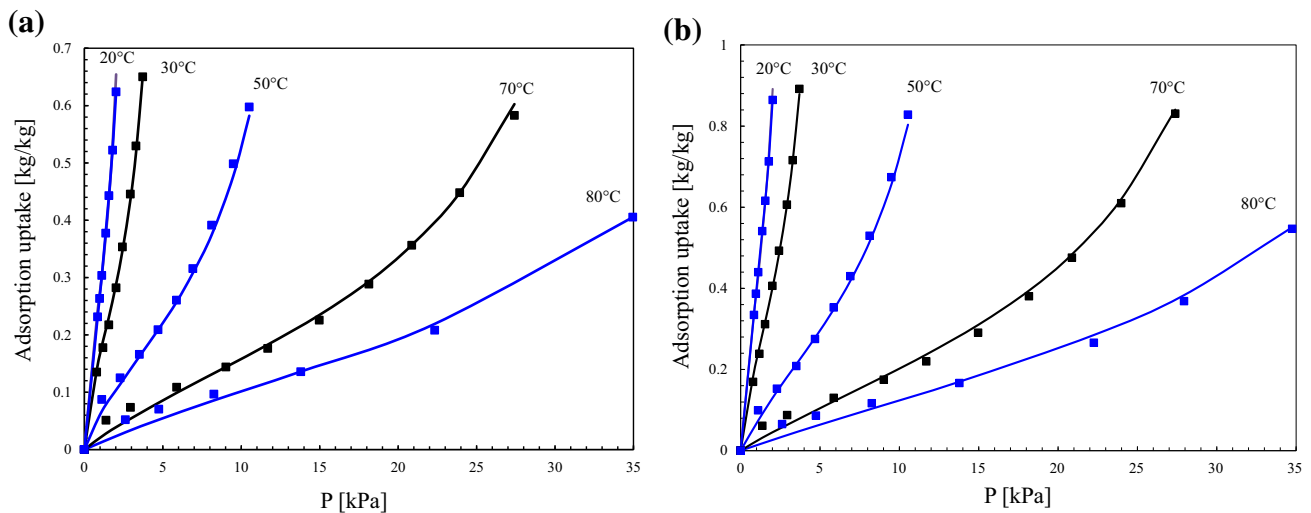 (a)
0.7
0.6
0.5
0.4
0.3
0.2
0.1
0
Adsorption uptake [kg/kg]
20°C
30°C
50°C
70°C
80°C
0 5 10 15 20 25 30 35
P [kPa]
(b)
1
0.8
0.6
0.4
0.2
0
Adsorption uptake [kg/kg]
20°C
30°C
50°C
70°C
80°C
0 5 10 15 20 25 30 35
P [kPa]